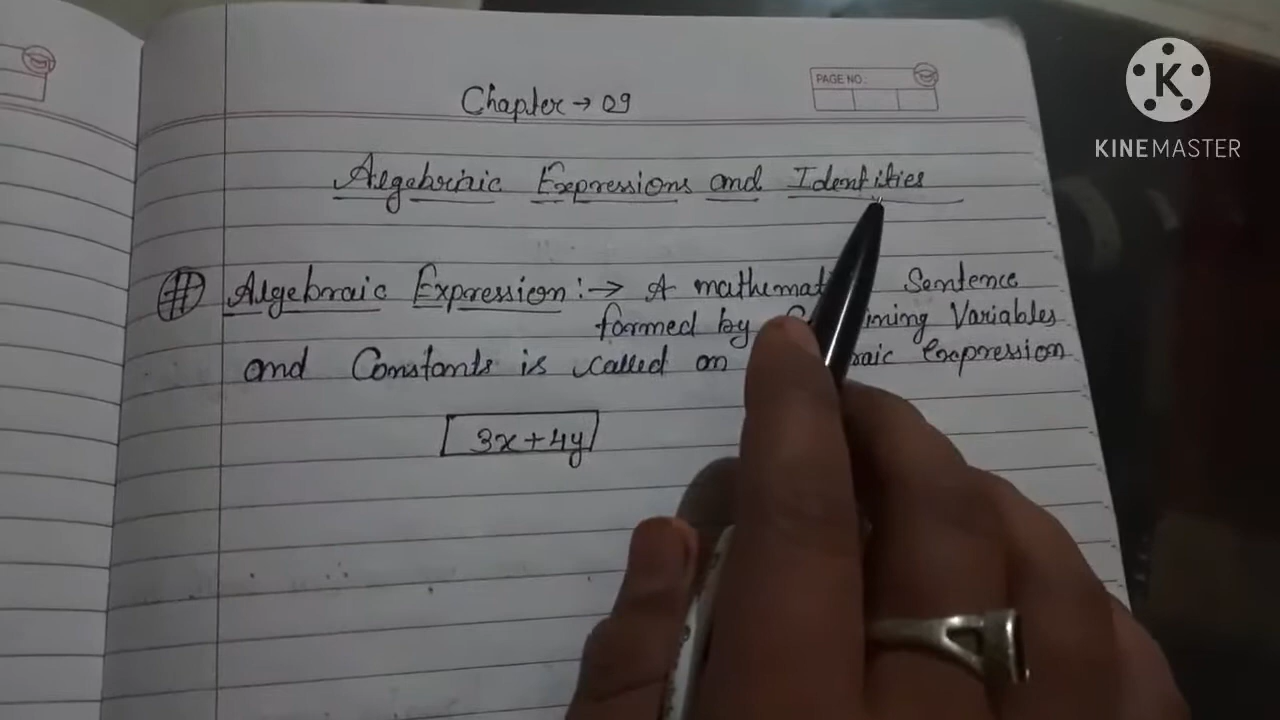 PAGE NO.:
Chapter → 09
Algebraic Expressions and Identities
# Algebraic Expression :→ A Sentence
formed by Variables
and Constants is called an expression
3x+4y
K
KINEMASTER